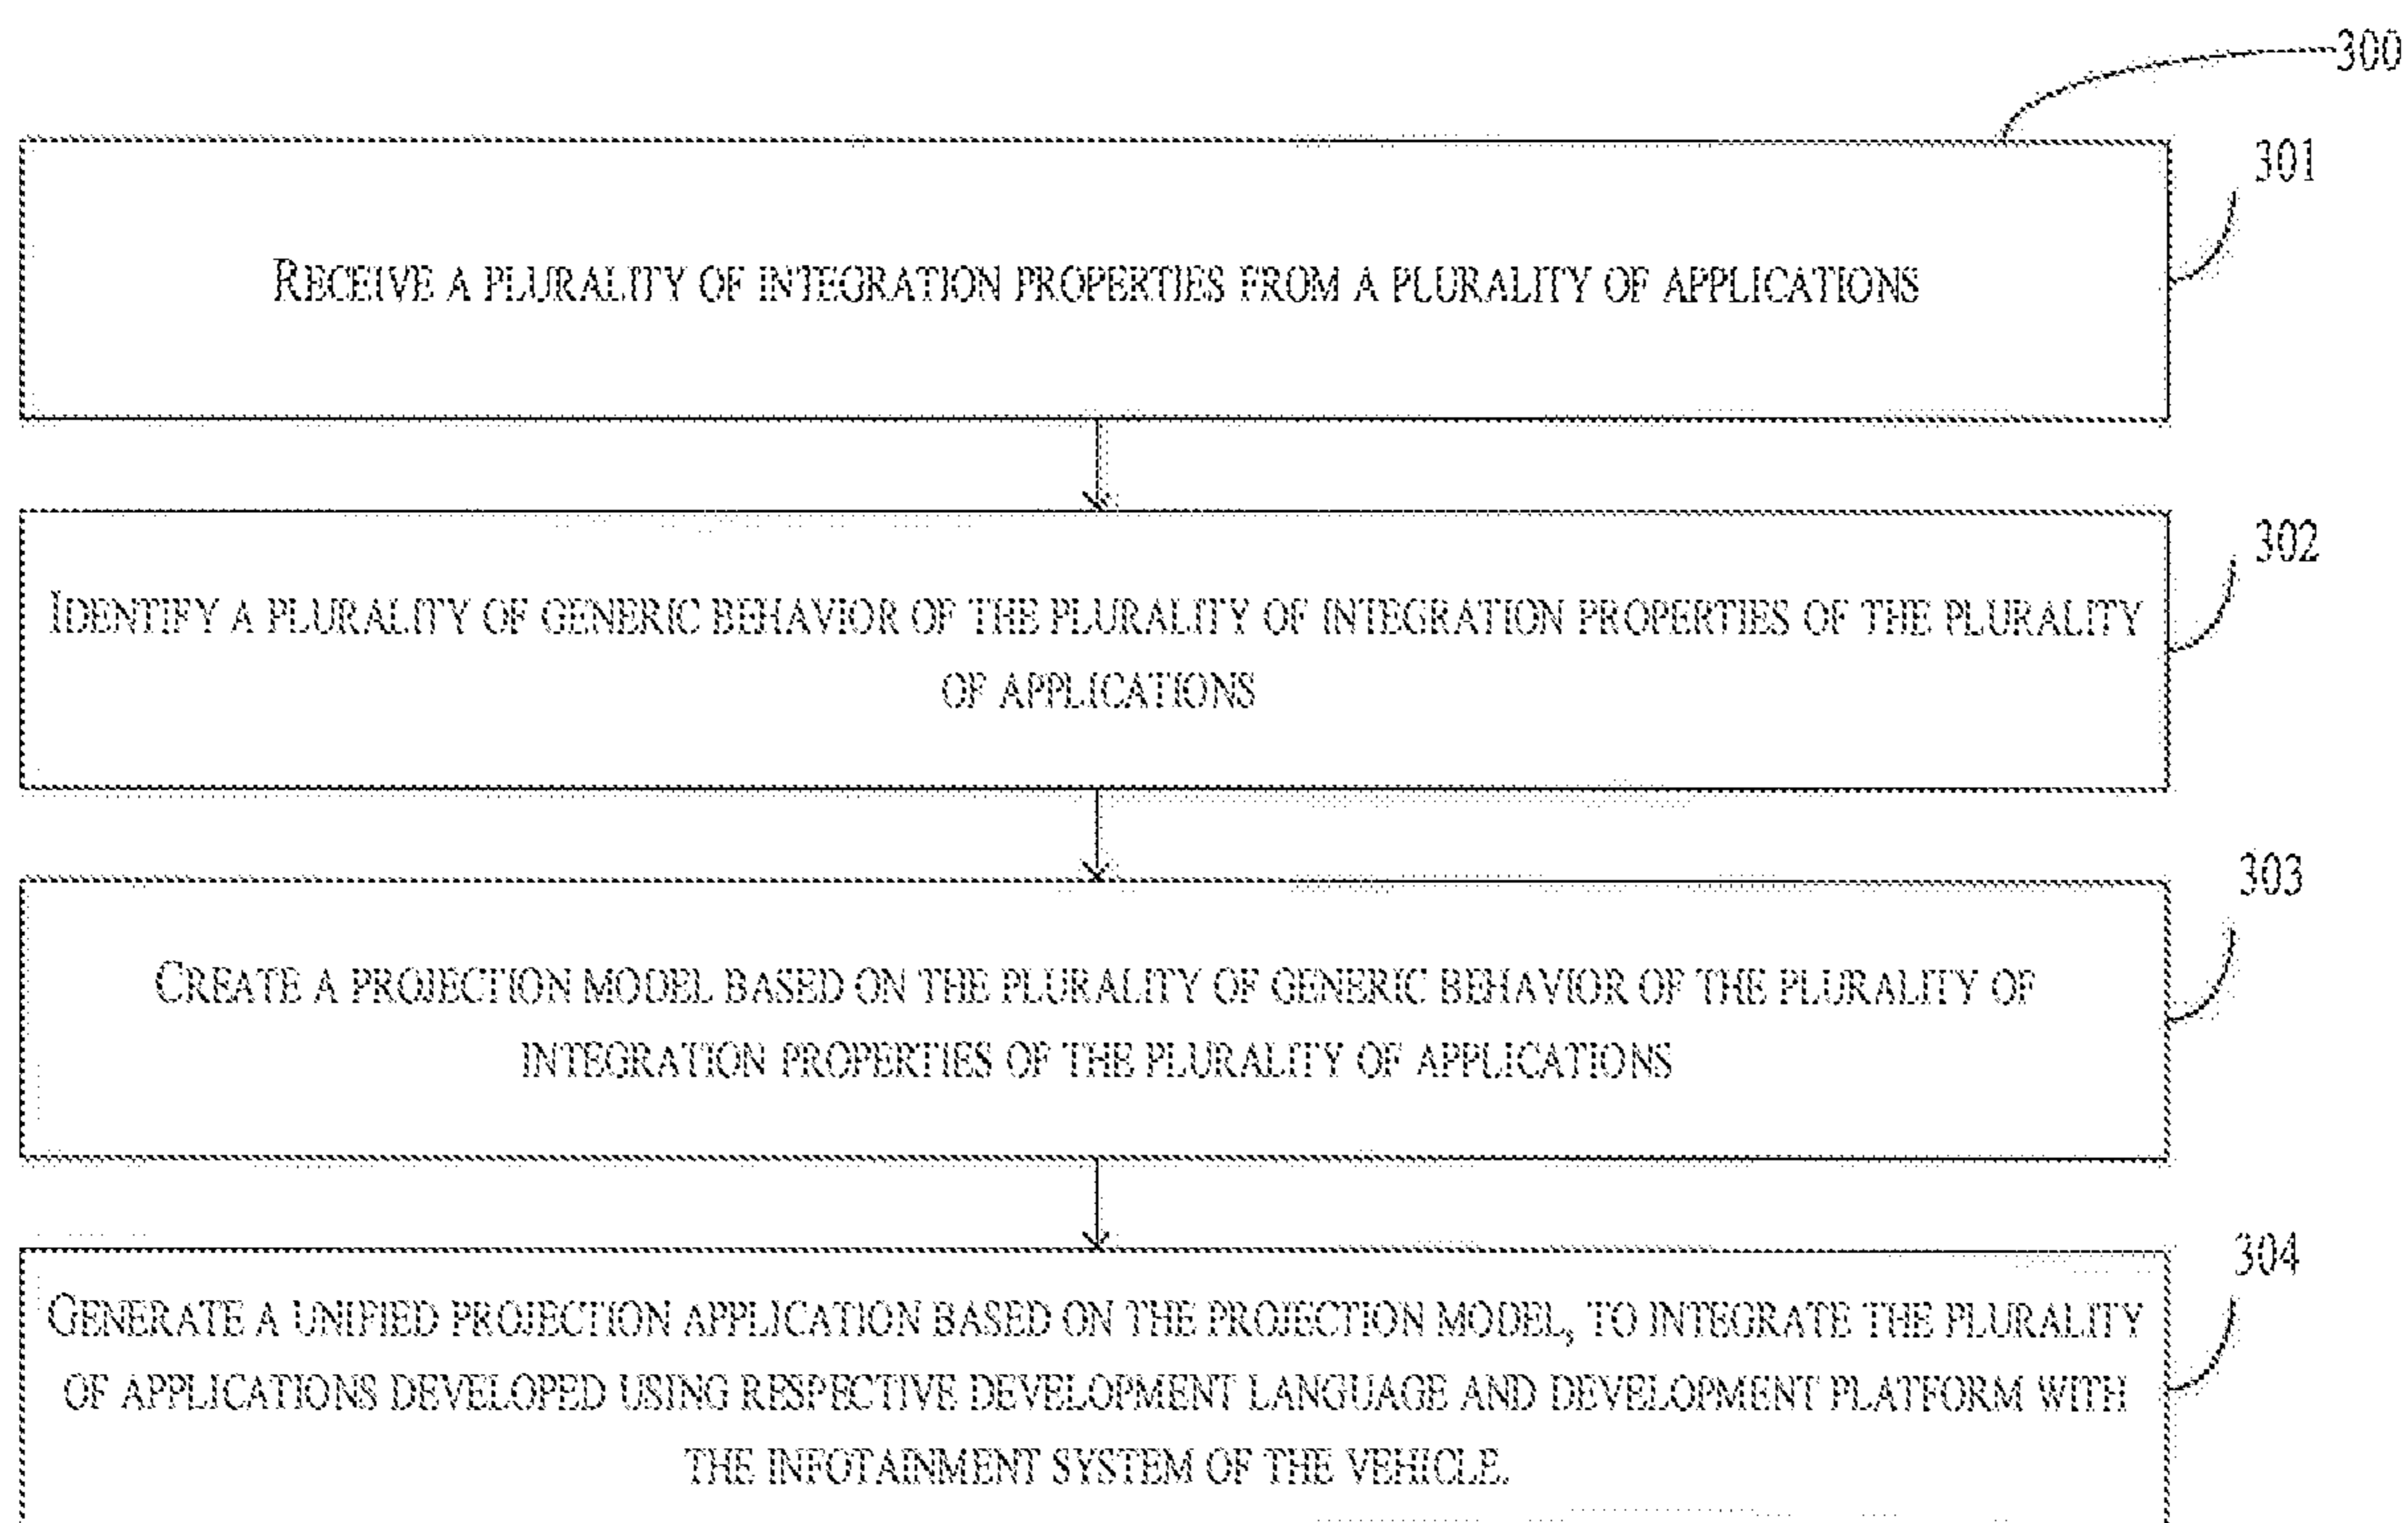 300
301
RECEIVE A PLURALITY OF INTEGRATION PROPERTIES FROM A PLURALITY OF APPLICATIONS
302
IDENTIFY A PLURALITY OF GENERIC BEHAVIOR OF THE PLURALITY OF INTEGRATION PROPERTIES OF THE PLURALITY
OF APPLICATIONS
303
CREATE A PROJECTION MODEL BASED ON THE PLURALITY OF GENERIC BEHAVIOR OF THE PLURALITY OF
INTEGRATION PROPERTIES OF THE PLURALITY OF APPLICATIONS
304
GENERATE A UNIFIED PROJECTION APPLICATION BASED ON THE PROJECTION MODEL, TO INTEGRATE THE PLURALITY
OF APPLICATIONS DEVELOPED USING RESPECTIVE DEVELOPMENT LANGUAGE AND DEVELOPMENT PLATFORM WITH
THE INFOTAINMENT SYSTEM OF THE VEHICLE.